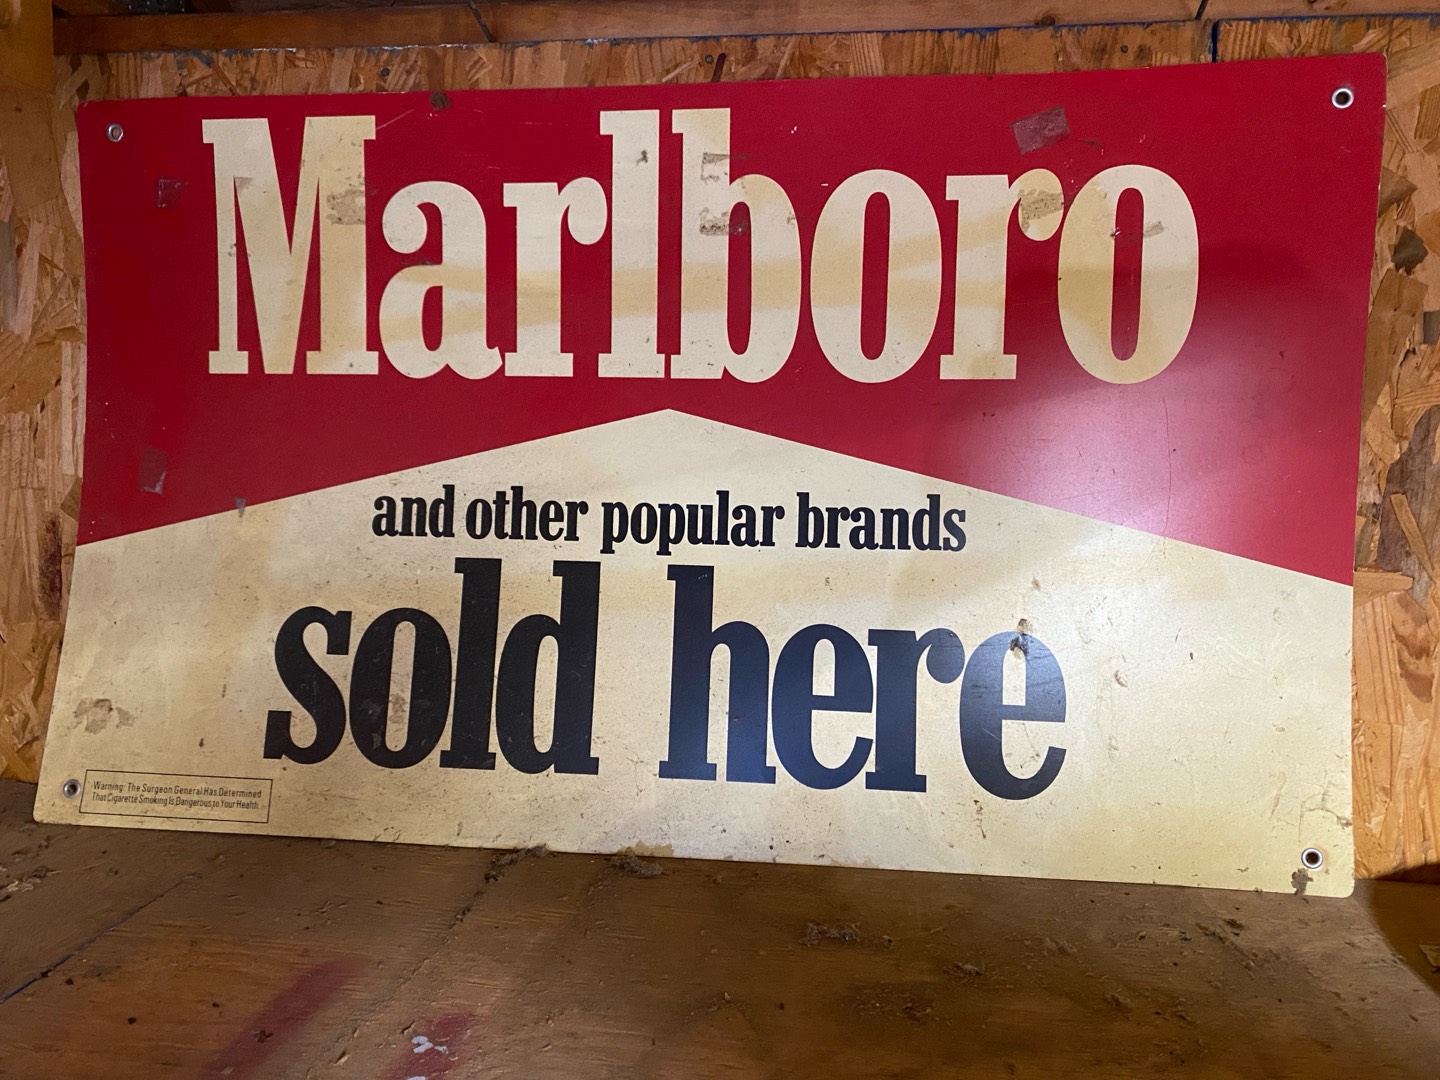 Marlboro
and other popular brands
sold here
Warning: The Surgeon General Has Determined
That Cigarette Smoking Is Dangerous to Your Health.